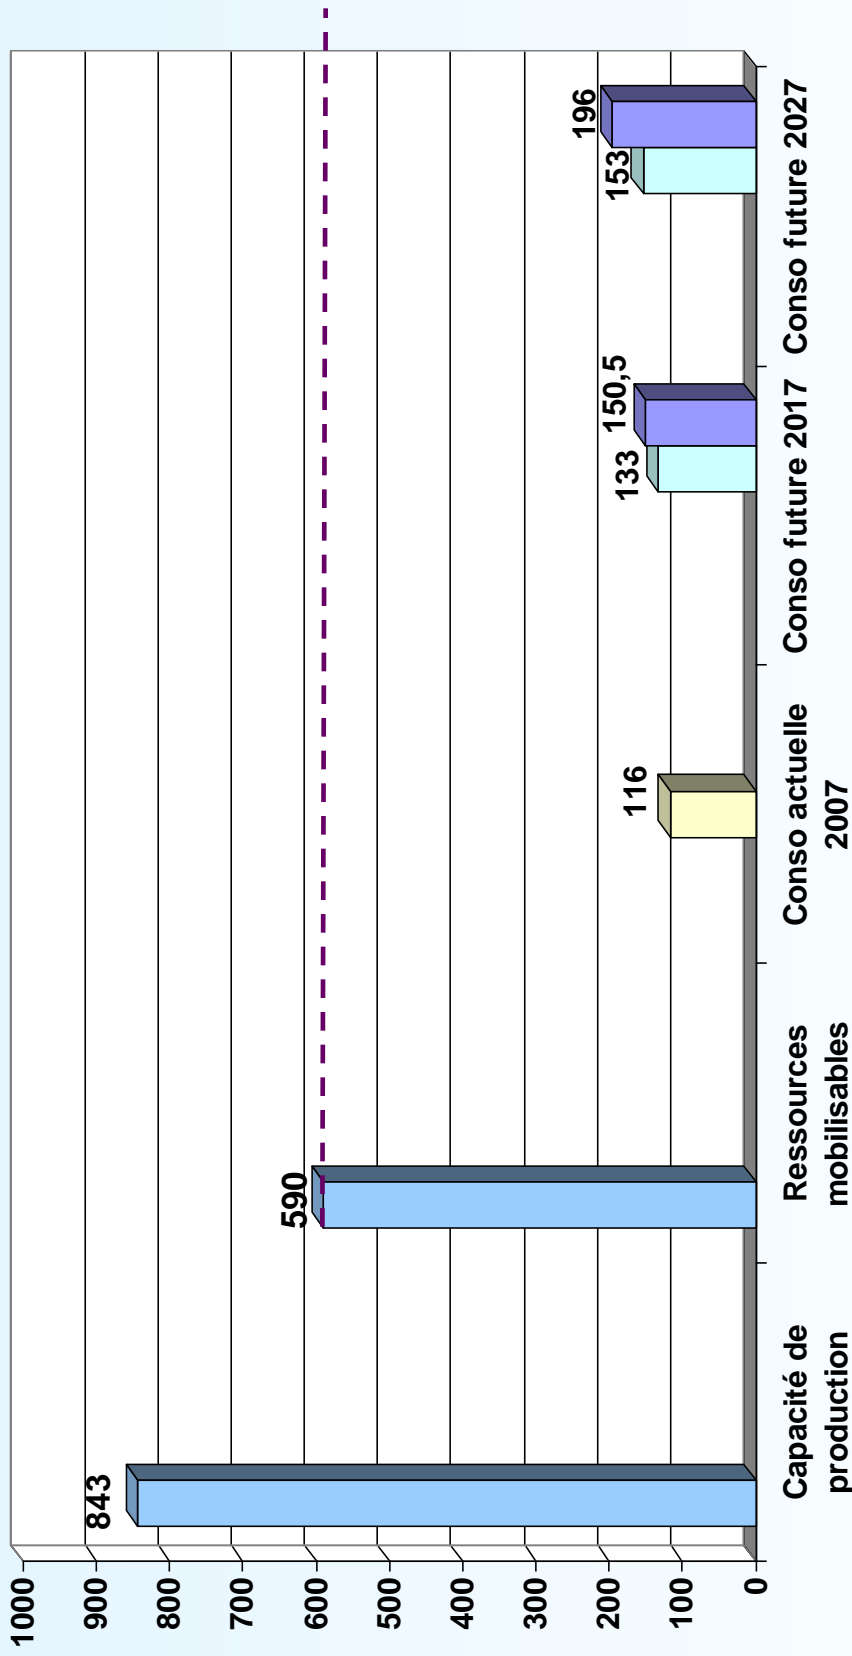 1000
900
800
700
600
500
400
300
200
100
0
843
590
116
133
150,5
153
196
Capacité de
production
Ressources
mobilisables
Conso actuelle
2007
Conso future 2017
Conso future 2027